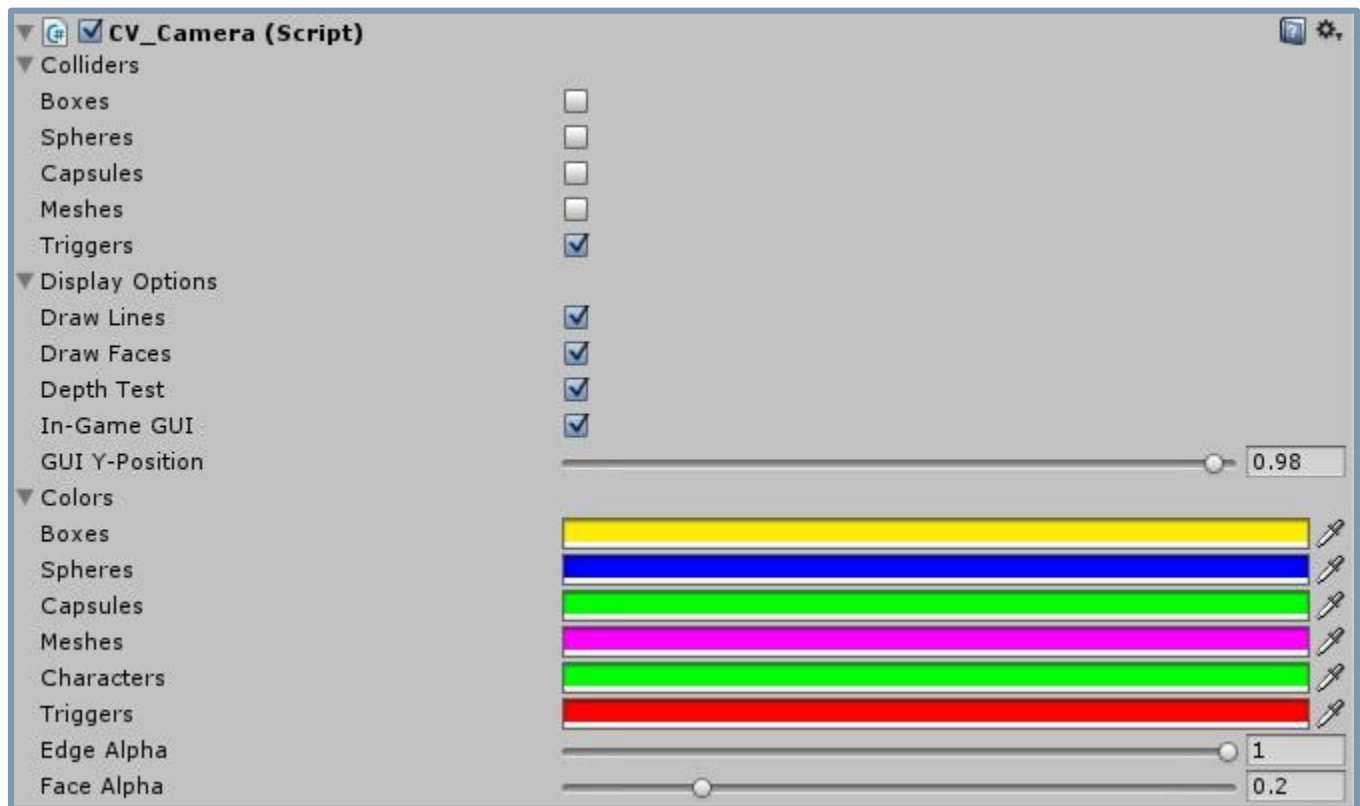 CV_Camera (Script)
Colliders
Boxes
Spheres
Capsules
Meshes
Triggers
Display Options
Draw Lines
Draw Faces
Depth Test
In-Game GUI
GUI Y-Position 0.98
Colors
Boxes
Spheres
Capsules
Meshes
Characters
Triggers
Edge Alpha 1
Face Alpha 0.2